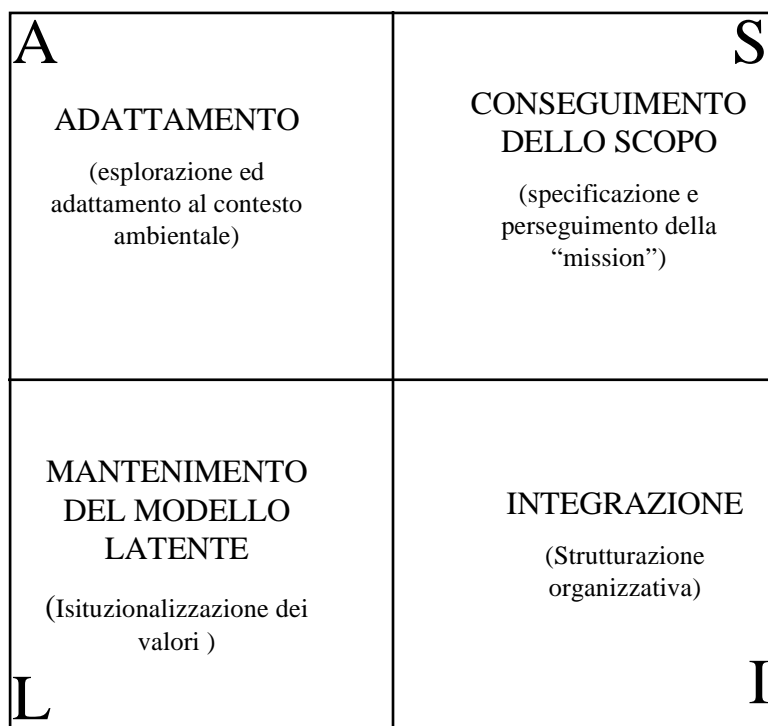 A
ADATTAMENTO
(esplorazione ed
adattamento al contesto
ambientale)
S
CONSEGUIMENTO
DELLO SCOPO
(specificazione e
perseguimento della
“mission”)
MANTENIMENTO
DEL MODELLO
LATENTE
(Isituzionalizzazione dei
valori )
L
INTEGRAZIONE
(Strutturazione
organizzativa)
I